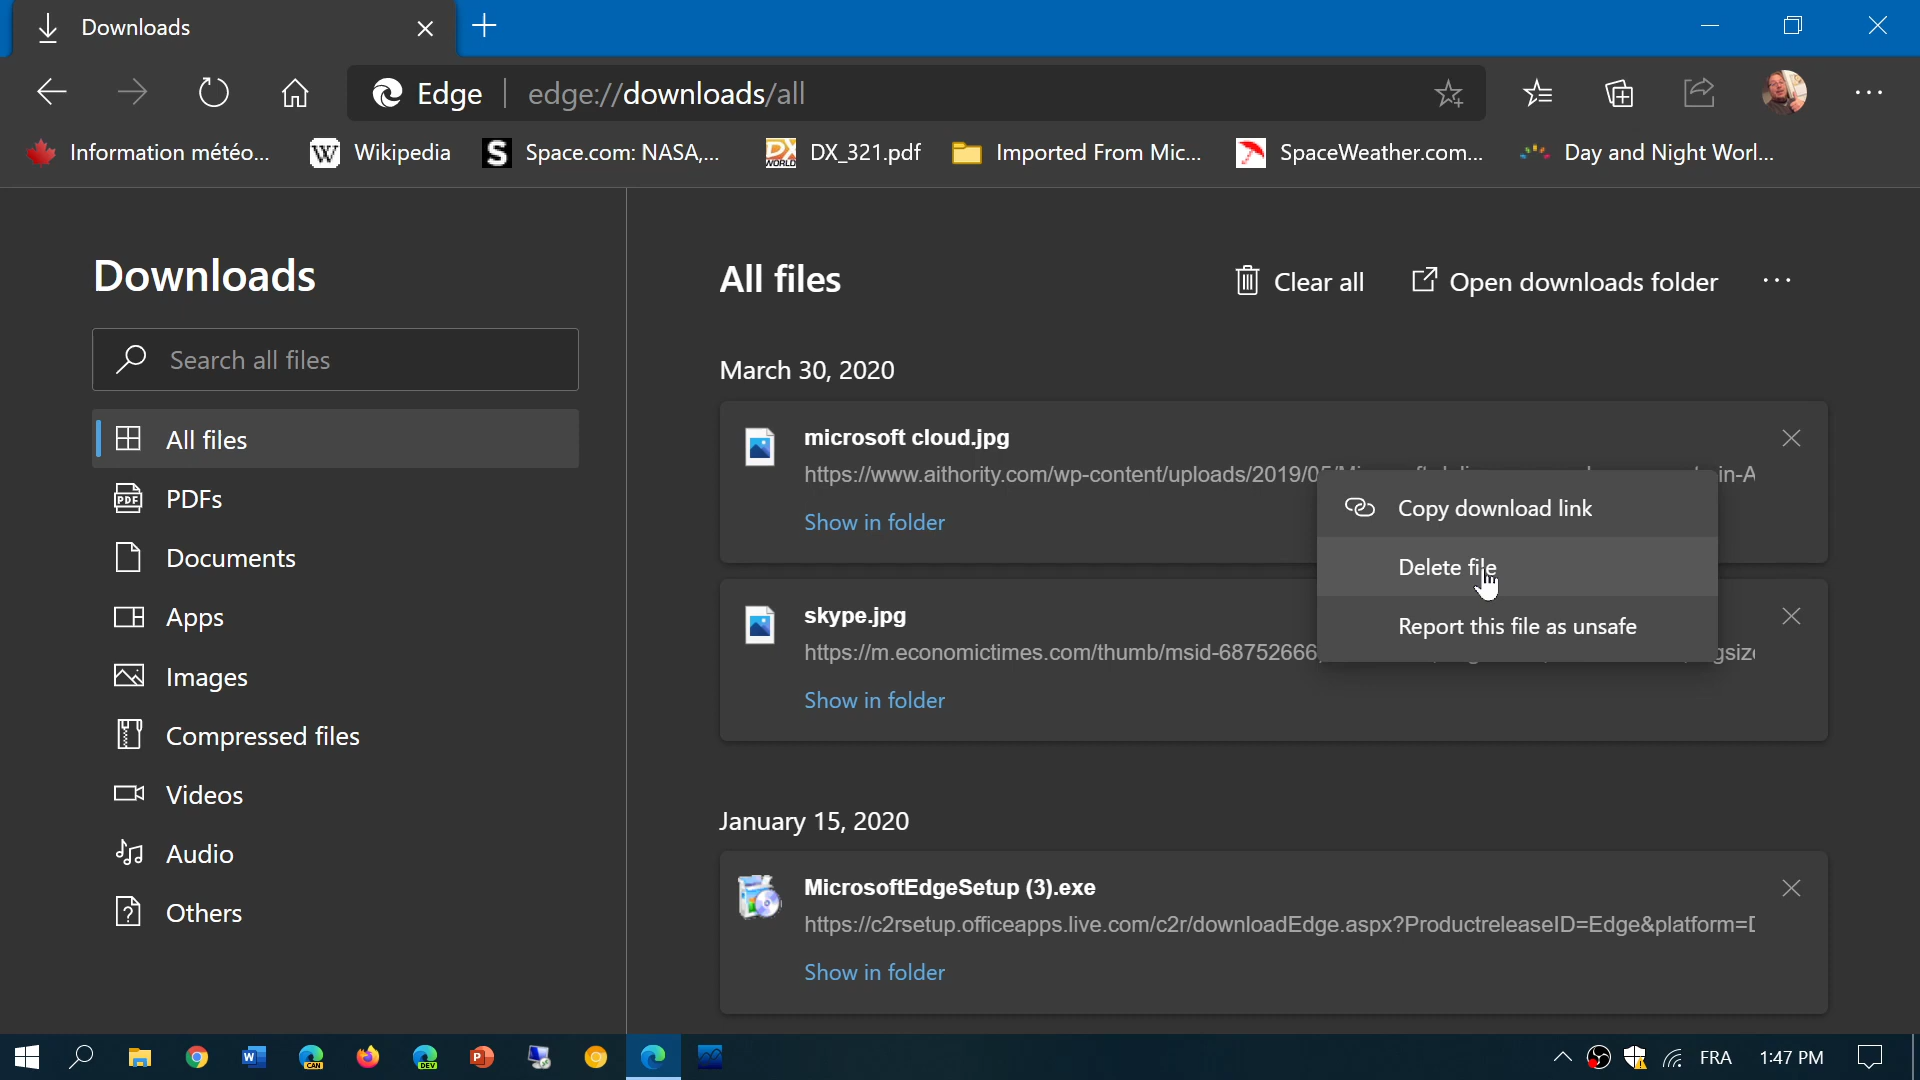 Downloads
Edge edge://downloads/all
Information météo... Wikipedia Space.com: NASA,... DX_321.pdf Imported From Mic... SpaceWeather.com... Day and Night Worl...
Downloads
Search all files
All files
PDFs
Documents
Apps
Images
Compressed files
Videos
Audio
Others
All files
Clear all Open downloads folder ...
March 30, 2020
microsoft cloud.jpg
https://www.aithority.com/wp-content/uploads/2019/0 in-A
Show in folder
Copy download link
Delete file
Report this file as unsafe
skype.jpg
https://m.economictimes.com/thumb/msid-68752666
Show in folder
January 15, 2020
MicrosoftEdgeSetup (3).exe
https://c2rsetup.officeapps.live.com/c2r/downloadEdge.aspx?ProductreleaseID=Edge&platform=
Show in folder
FRA 1:47 PM